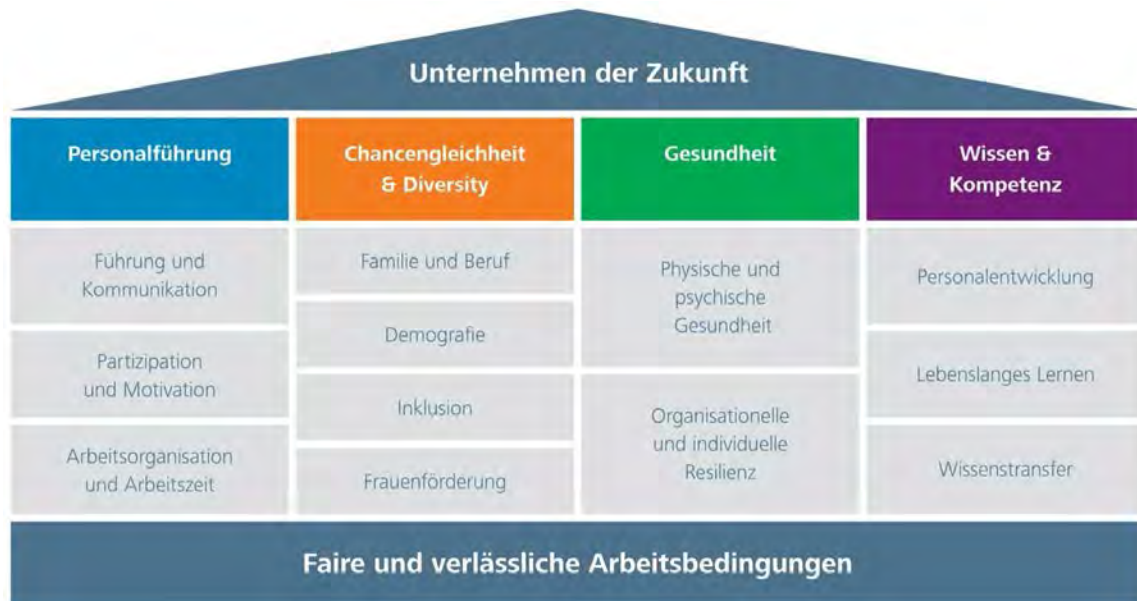 Unternehmen der Zukunft
Personalführung
Führung und
Kommunikation
Partizipation
und Motivation
Arbeitsorganisation
und Arbeitszeit
Chancengleichheit
& Diversity
Familie und Beruf
Demografie
Inklusion
Frauenförderung
Gesundheit
Physische und
psychische
Gesundheit
Organisationelle
und individuelle
Resilienz
Wissen &
Kompetenz
Personalentwicklung
Lebenslanges Lernen
Wissenstransfer
Faire und verlässliche Arbeitsbedingungen